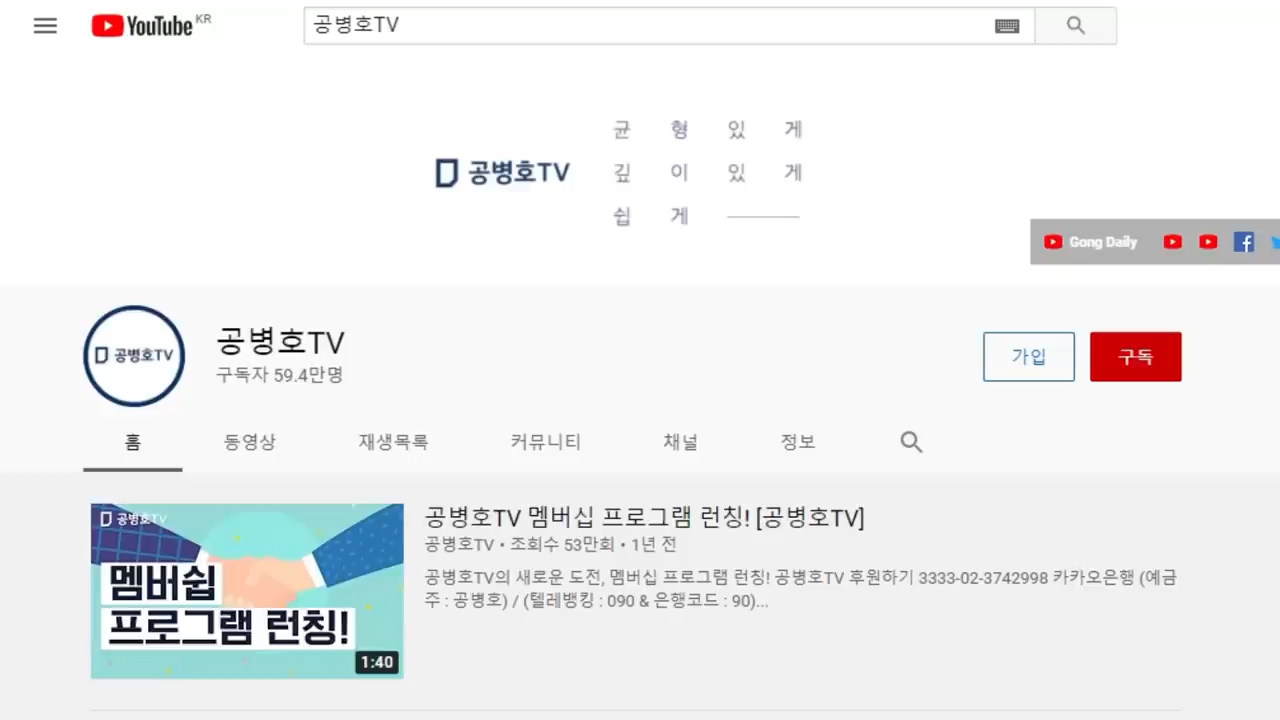 YouTube KR
공병호TV
균 형 있 게
공병호TV
깊 이 있 게
쉽 게
Gong Daily
공병호TV
공병호TV
구독자 59.4만명
가입
구독
홈
동영상
재생목록
커뮤니티
채널
정보
공병호TV
멤버쉽
프로그램 런칭!
1:40
공병호TV 멤버십 프로그램 런칭! [공병호TV]
공병호TV • 조회수 53만회 • 1년 전
공병호TV의 새로운 도전, 멤버십 프로그램 런칭! 공병호TV 후원하기 3333-02-3742998 카카오은행 (예금
주 : 공병호) / (텔레뱅킹 : 090 & 은행코드 : 90)...